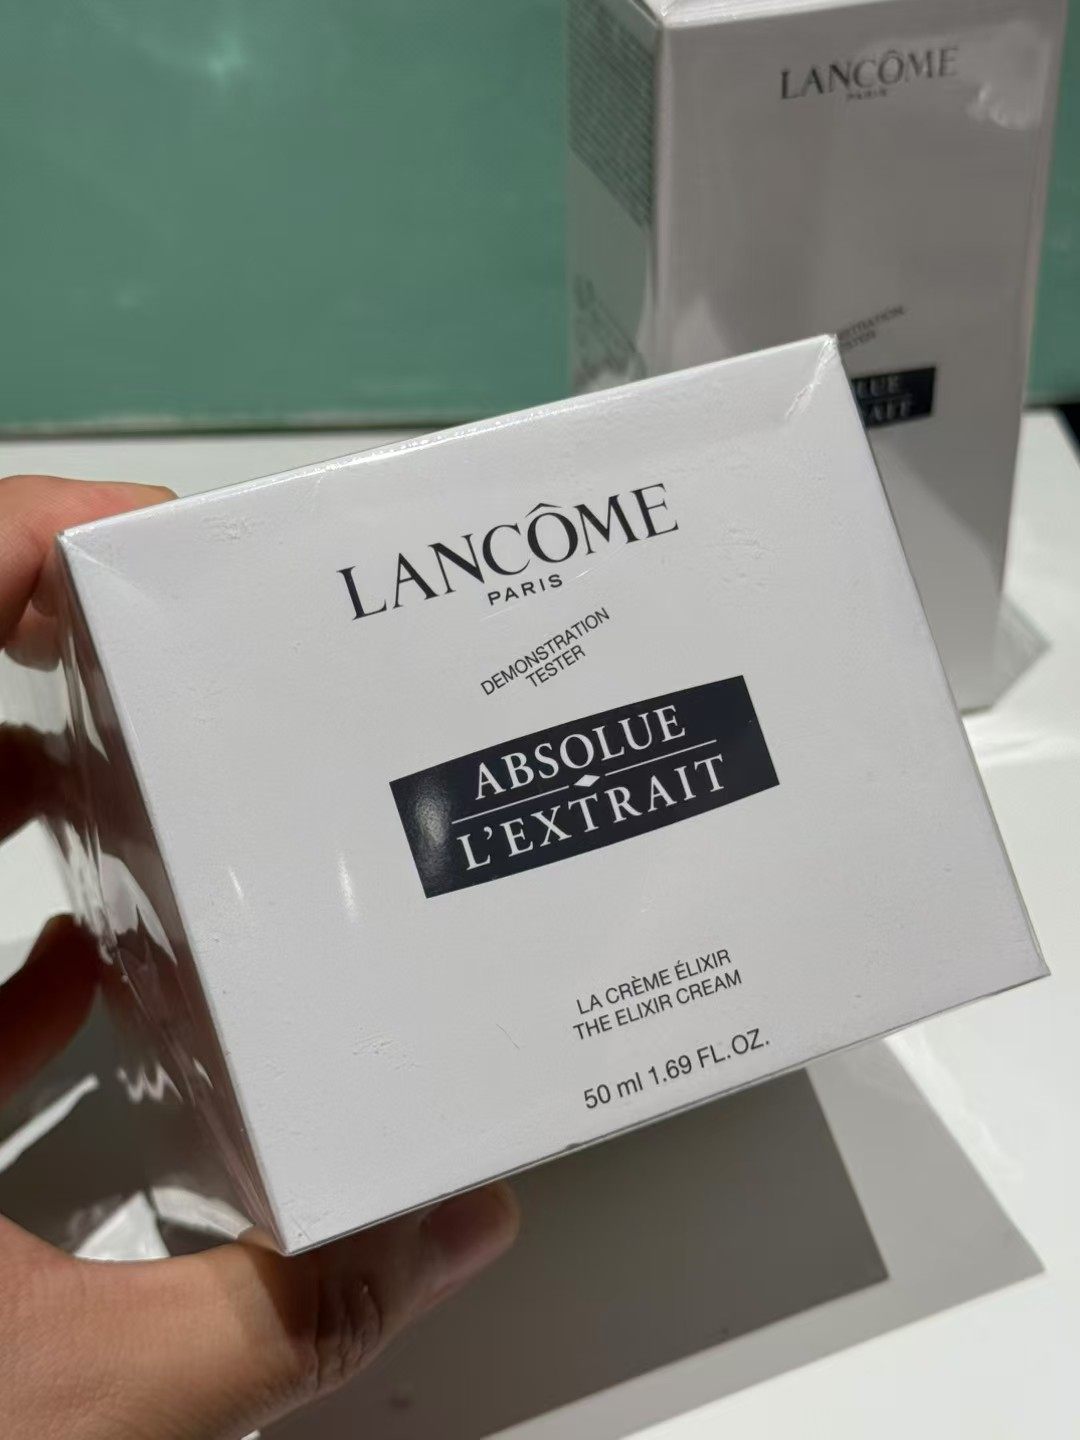 LANCÔME
PARIS
LANCÔME
PARIS
DEMONSTRATION
TESTER
ABSOLUE
L'EXTRAIT
LA CRÈME ÉLIXIR
THE ELIXIR CREAM
50 ml 1.69 FL.OZ.